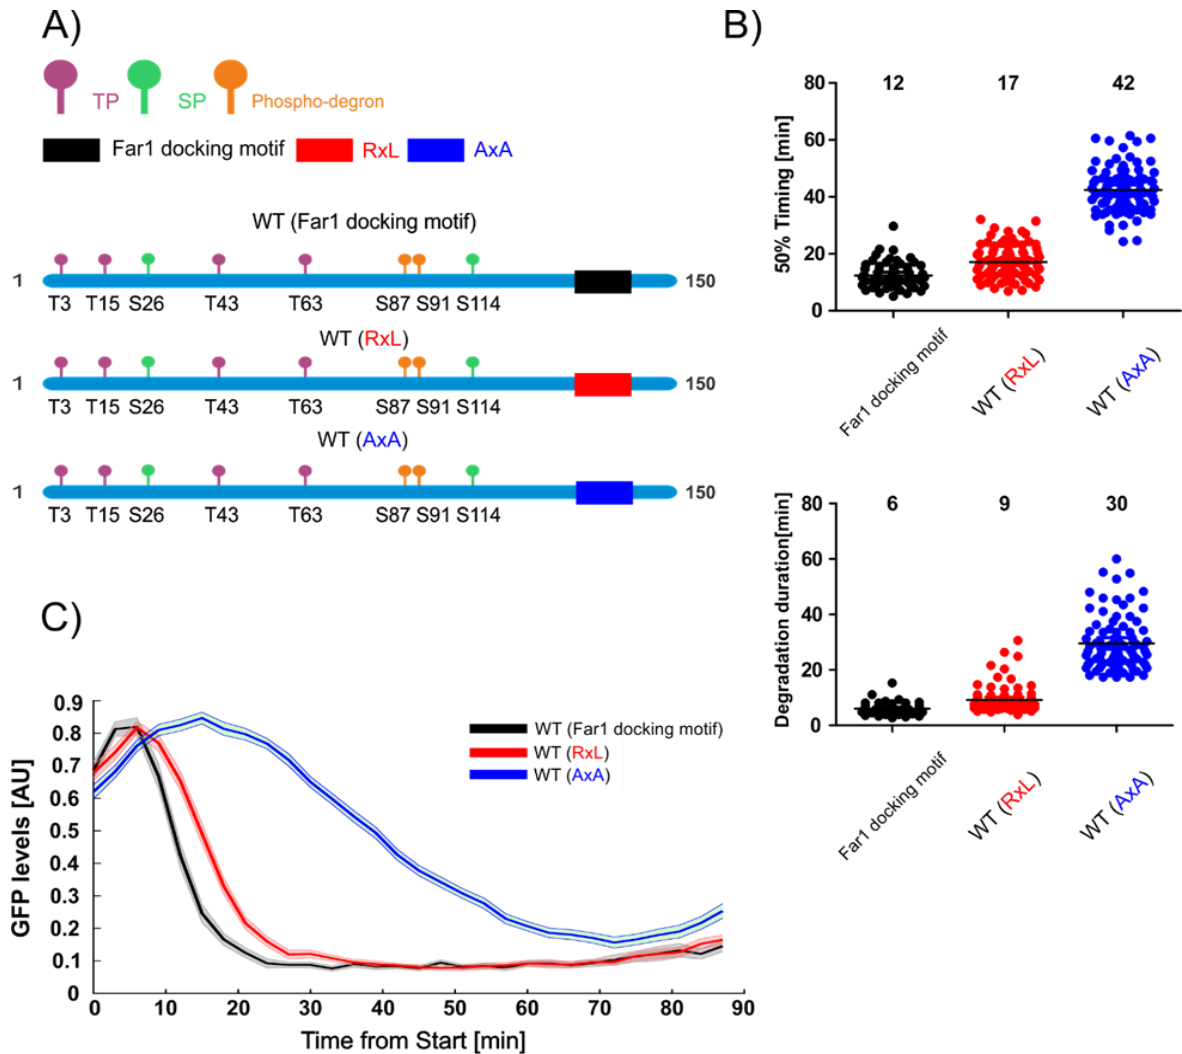 A)
TP SP Phospho-degron
Far1 docking motif RxL AxA
WT (Far1 docking motif)
1 150
T3 T15 S26 T43 T63 S87 S91 S114
WT (RxL)
1 150
T3 T15 S26 T43 T63 S87 S91 S114
WT (AxA)
1 150
T3 T15 S26 T43 T63 S87 S91 S114
B)
12 17 42
50% Timing [min]
80
60
40
20
0
Far1 docking motif
WT (RxL)
WT (AxA)
6 9 30
Degradation duration[min]
80
60
40
20
0
Far1 docking motif
WT (RxL)
WT (AxA)
C)
WT (Far1 docking motif)
WT (RxL)
WT (AxA)
GFP levels [AU]
0.9
0.8
0.7
0.6
0.5
0.4
0.3
0.2
0.1
0
0 10 20 30 40 50 60 70 80 90
Time from Start [min]